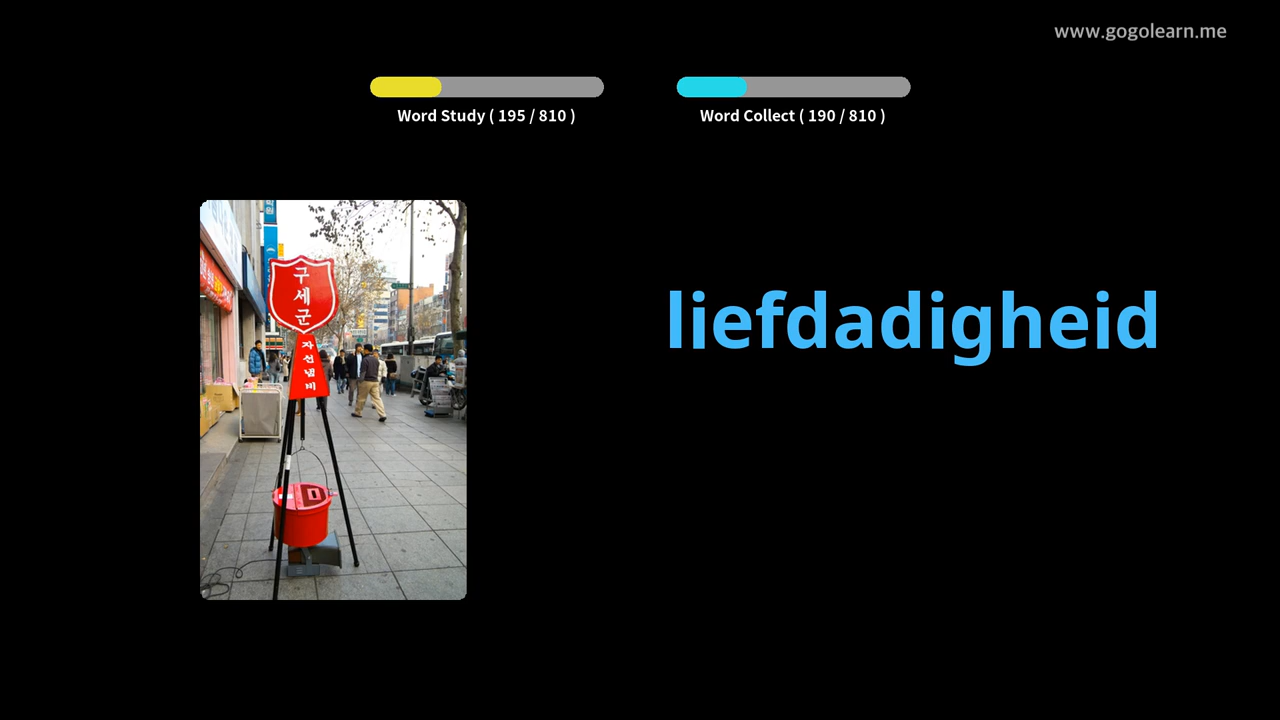 www.gogolearn.me
Word Study ( 195 / 810 )
Word Collect ( 190 / 810 )
liefdadigheid
구
세
군
자
선
냄
비